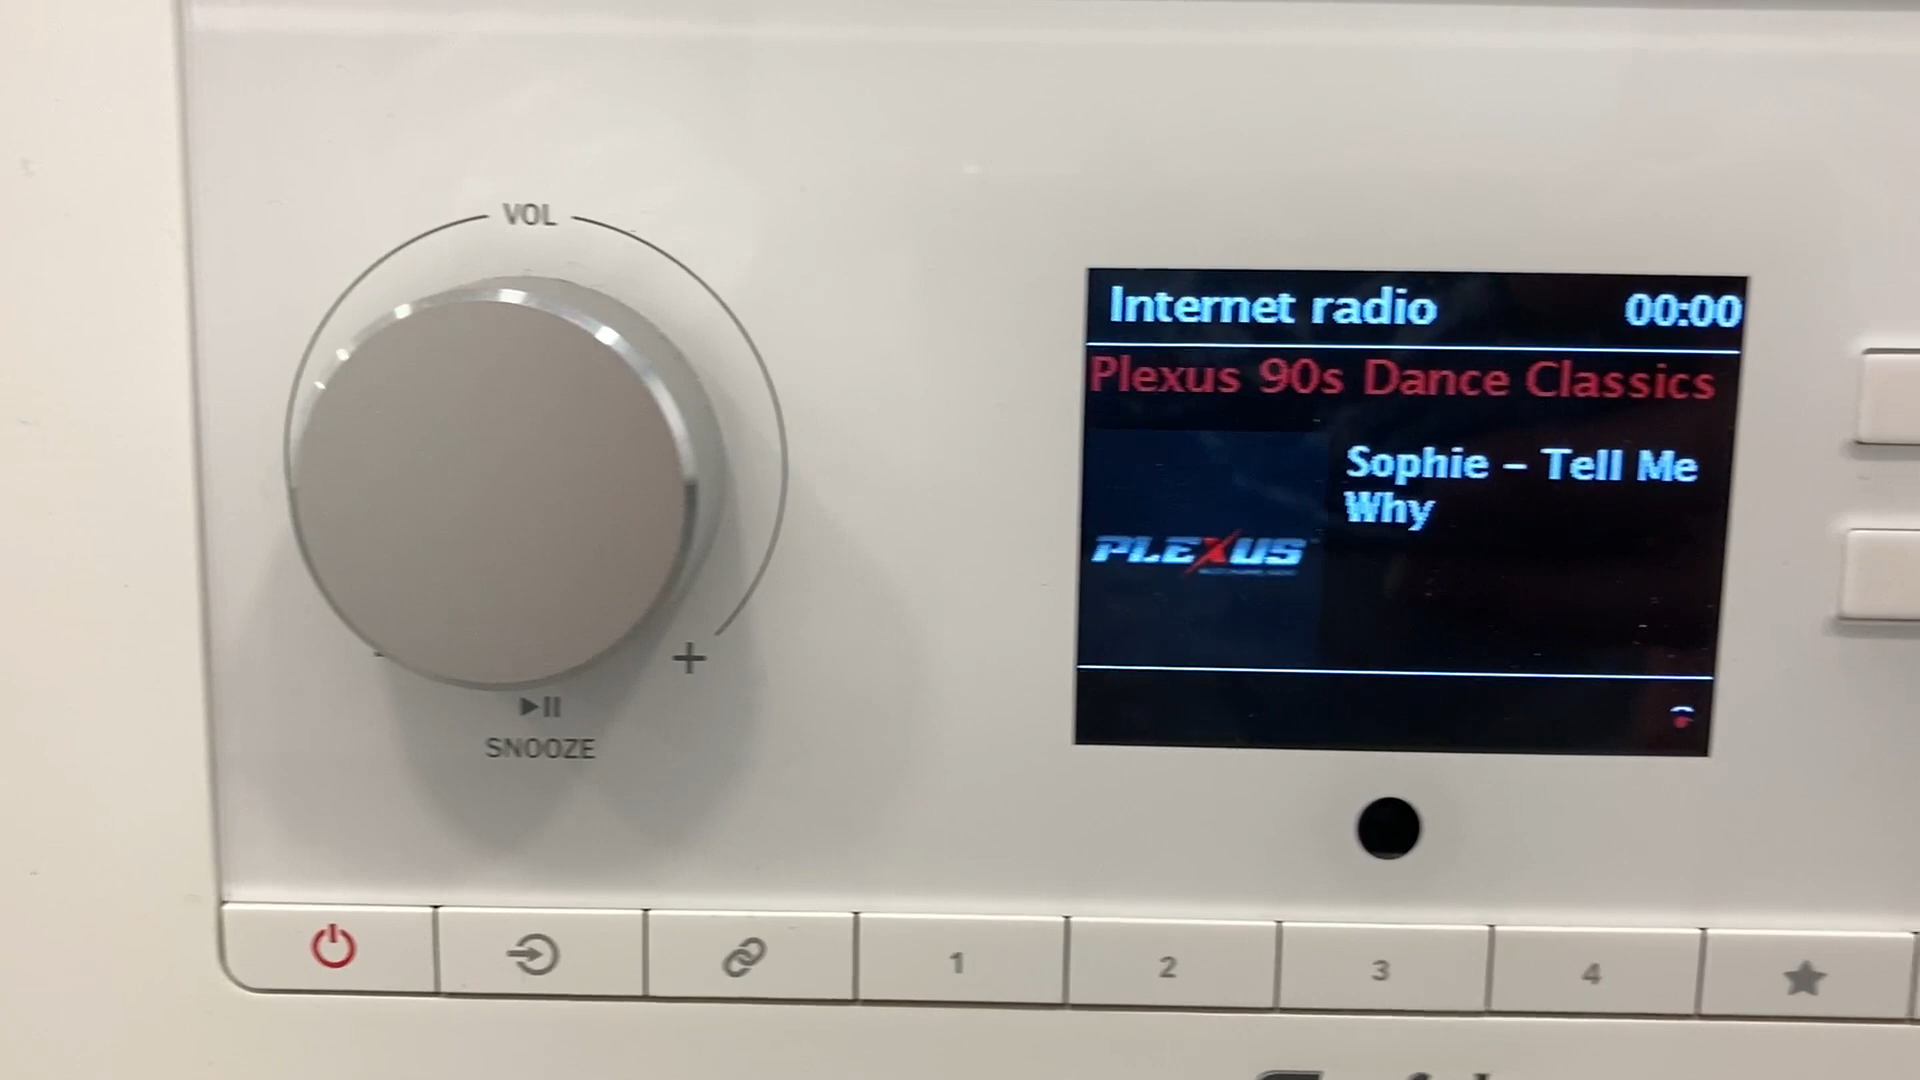 VOL
Internet radio 00:00
Plexus 90s Dance Classics
Sophie – Tell Me
Why
PLEXUS
- +
SNOOZE
1 2 3 4